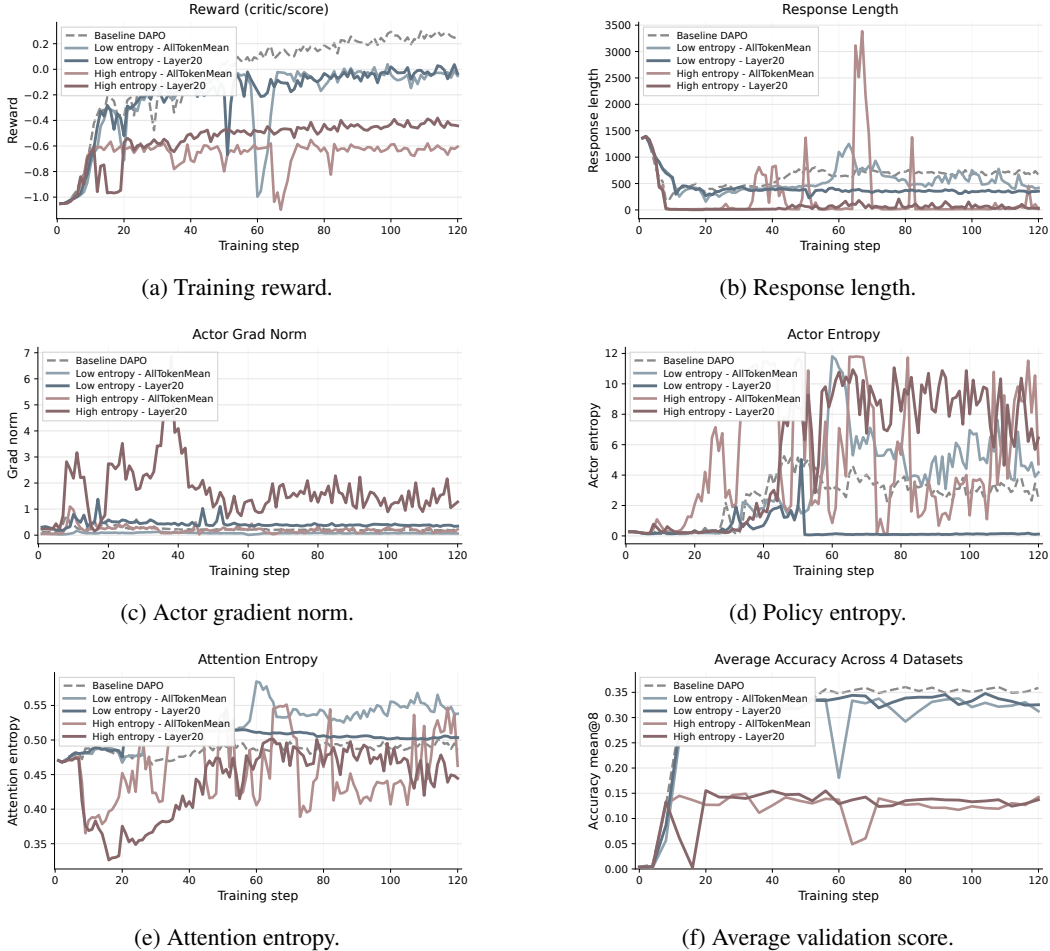 Reward (critic/score)
Baseline DAPO
Low entropy - AllTokenMean
Low entropy - Layer20
High entropy - AllTokenMean
High entropy - Layer20
Reward
0.2
0.0
−0.2
−0.4
−0.6
−0.8
−1.0
0 20 40 60 80 100 120
Training step
(a) Training reward.
Response Length
Baseline DAPO
Low entropy - AllTokenMean
Low entropy - Layer20
High entropy - AllTokenMean
High entropy - Layer20
Response length
3500
3000
2500
2000
1500
1000
500
0
0 20 40 60 80 100 120
Training step
(b) Response length.
Actor Grad Norm
Baseline DAPO
Low entropy - AllTokenMean
Low entropy - Layer20
High entropy - AllTokenMean
High entropy - Layer20
Grad norm
7
6
5
4
3
2
1
0
0 20 40 60 80 100 120
Training step
(c) Actor gradient norm.
Actor Entropy
Baseline DAPO
Low entropy - AllTokenMean
Low entropy - Layer20
High entropy - AllTokenMean
High entropy - Layer20
Actor entropy
12
10
8
6
4
2
0
0 20 40 60 80 100 120
Training step
(d) Policy entropy.
Attention Entropy
Baseline DAPO
Low entropy - AllTokenMean
Low entropy - Layer20
High entropy - AllTokenMean
High entropy - Layer20
Attention entropy
0.55
0.50
0.45
0.40
0.35
0 20 40 60 80 100 120
Training step
(e) Attention entropy.
Average Accuracy Across 4 Datasets
Baseline DAPO
Low entropy - AllTokenMean
Low entropy - Layer20
High entropy - AllTokenMean
High entropy - Layer20
Accuracy mean@8
0.35
0.30
0.25
0.20
0.15
0.10
0.05
0.00
0 20 40 60 80 100 120
Training step
(f) Average validation score.